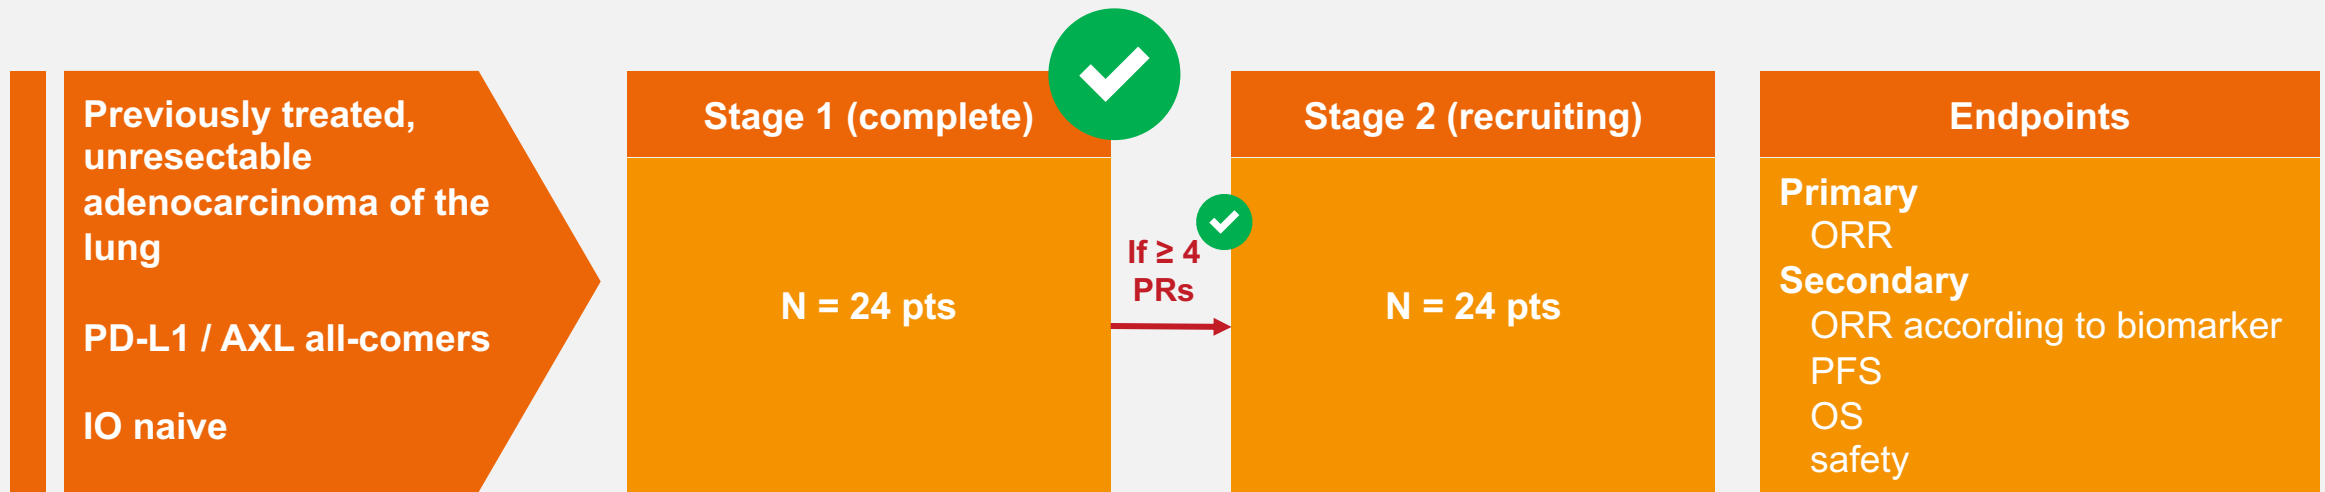 Previously treated,
unresectable
adenocarcinoma of the
lung
PD-L1 / AXL all-comers
IO naive
Stage 1 (complete)
N = 24 pts
If ≥ 4
PRs
Stage 2 (recruiting)
N = 24 pts
Endpoints
Primary
ORR
Secondary
ORR according to biomarker
PFS
OS
safety